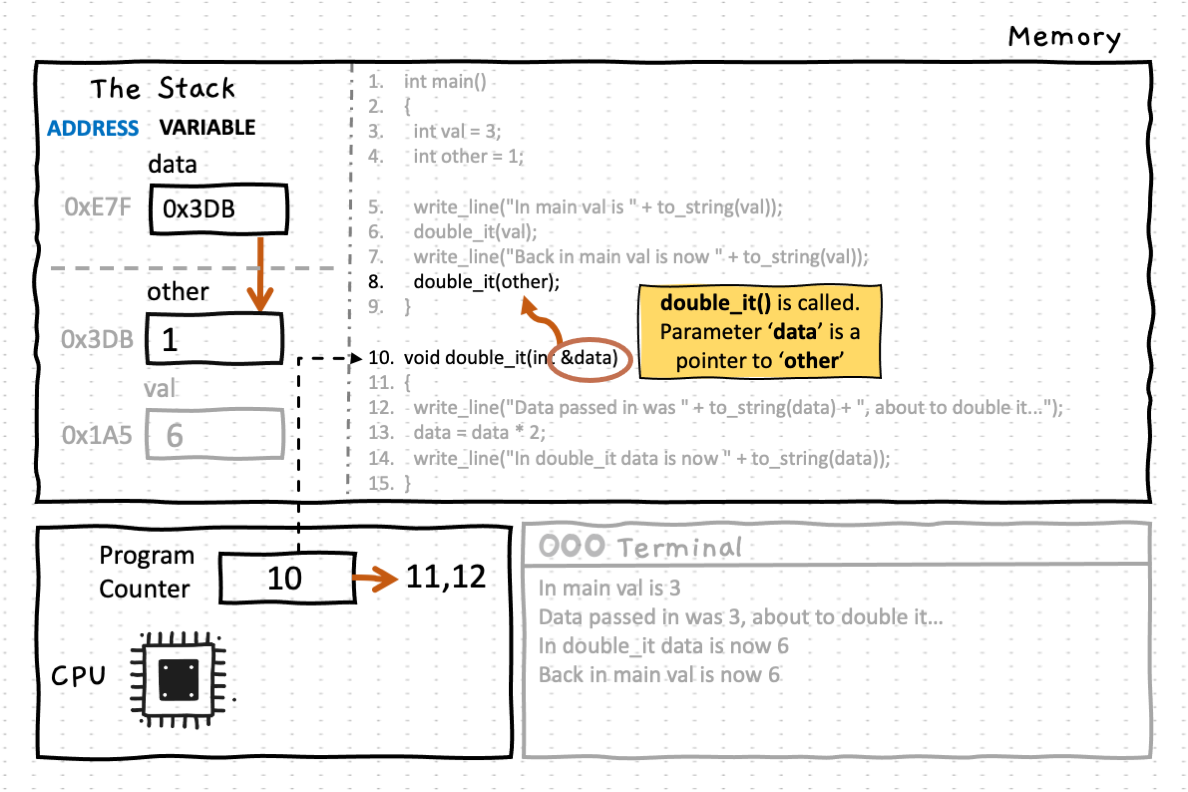 Memory
The Stack
ADDRESS VARIABLE
data
0xE7F 0x3DB
other
0x3DB 1
val
0x1A5 6
1. int main()
2. {
3. int val = 3;
4. int other = 1;
5. write_line("In main val is " + to_string(val));
6. double_it(val);
7. write_line("Back in main val is now " + to_string(val));
8. double_it(other);
9. }
10. void double_it(int &data)
11. {
12. write_line("Data passed in was " + to_string(data) + ", about to double it...");
13. data = data * 2;
14. write_line("In double_it data is now " + to_string(data));
15. }
double_it() is called.
Parameter ‘data’ is a
pointer to ‘other’
Program
Counter
10 11,12
CPU
Terminal
In main val is 3
Data passed in was 3, about to double it...
In double_it data is now 6
Back in main val is now 6